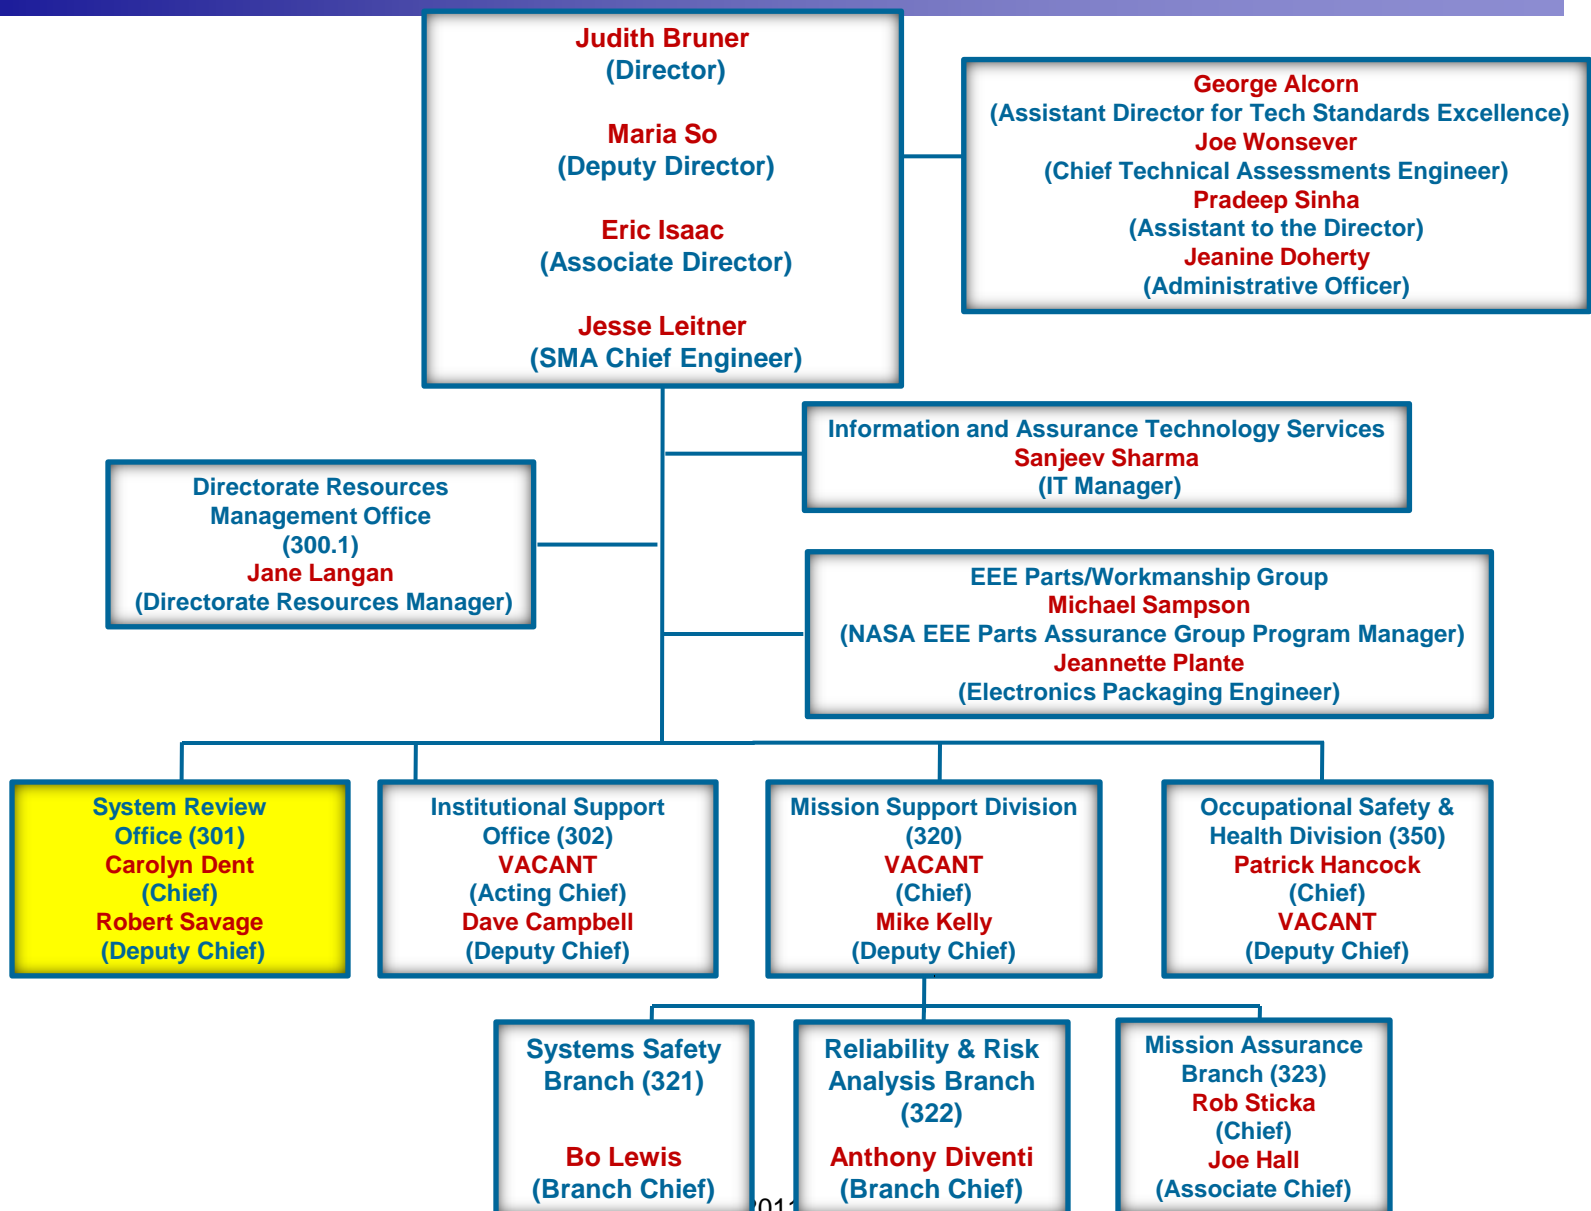 Judith Bruner
(Director)
Maria So
(Deputy Director)
Eric Isaac
(Associate Director)
Jesse Leitner
(SMA Chief Engineer)
George Alcorn
(Assistant Director for Tech Standards Excellence)
Joe Wonsever
(Chief Technical Assessments Engineer)
Pradeep Sinha
(Assistant to the Director)
Jeanine Doherty
(Administrative Officer)
Information and Assurance Technology Services
Sanjeev Sharma
(IT Manager)
Directorate Resources
Management Office
(300.1)
Jane Langan
(Directorate Resources Manager)
EEE Parts/Workmanship Group
Michael Sampson
(NASA EEE Parts Assurance Group Program Manager)
Jeannette Plante
(Electronics Packaging Engineer)
System Review
Office (301)
Carolyn Dent
(Chief)
Robert Savage
(Deputy Chief)
Institutional Support
Office (302)
VACANT
(Acting Chief)
Dave Campbell
(Deputy Chief)
Mission Support Division
(320)
VACANT
(Chief)
Mike Kelly
(Deputy Chief)
Occupational Safety &
Health Division (350)
Patrick Hancock
(Chief)
VACANT
(Deputy Chief)
Systems Safety
Branch (321)
Bo Lewis
(Branch Chief)
Reliability & Risk
Analysis Branch
(322)
Anthony Diventi
(Branch Chief)
Mission Assurance
Branch (323)
Rob Sticka
(Chief)
Joe Hall
(Associate Chief)